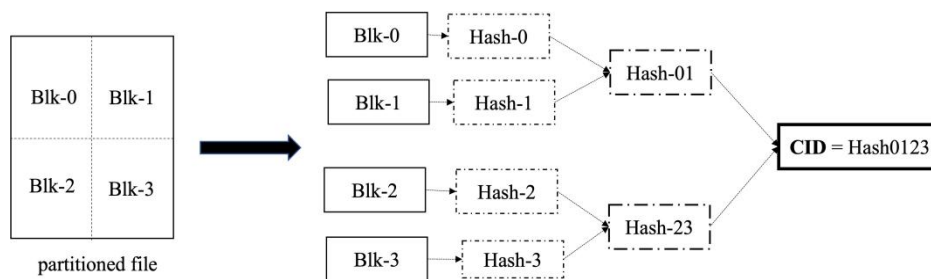 Blk-0
Blk-1
Blk-2
Blk-3
partitioned file
Blk-0
Hash-0
Blk-1
Hash-1
Hash-01
Blk-2
Hash-2
Blk-3
Hash-3
Hash-23
CID = Hash0123